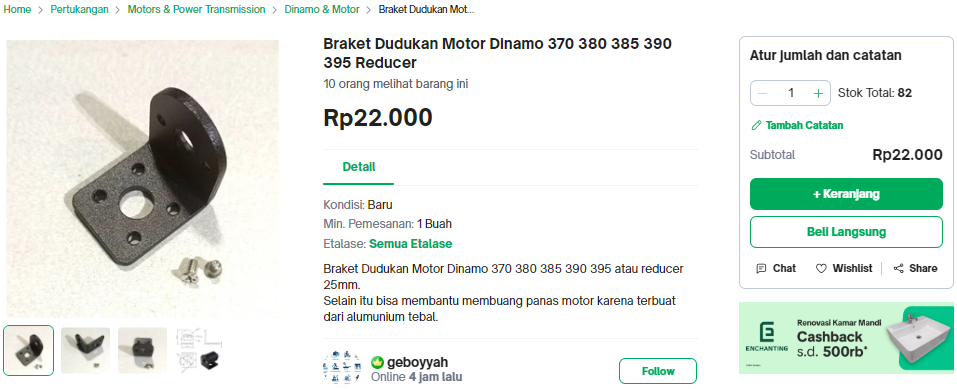 Home > Pertukangan > Motors & Power Transmission > Dinamo & Motor > Braket Dudukan Mot...
Braket Dudukan Motor DInamo 370 380 385 390
395 Reducer
10 orang melihat barang ini
Rp22.000
Detail
Kondisi: Baru
Min. Pemesanan: 1 Buah
Etalase: Semua Etalase
Braket Dudukan Motor Dinamo 370 380 385 390 395 atau reducer
25mm.
Selain itu bisa membantu membuang panas motor karena terbuat
dari alumunium tebal.
geboyyah
Online 4 jam lalu
Follow
Atur jumlah dan catatan
1
Stok Total: 82
Tambah Catatan
Subtotal
Rp22.000
+ Keranjang
Beli Langsung
Chat
Wishlist
Share
ENCHANTING
Renovasi Kamar Mandi
Cashback
s.d. 500rb*